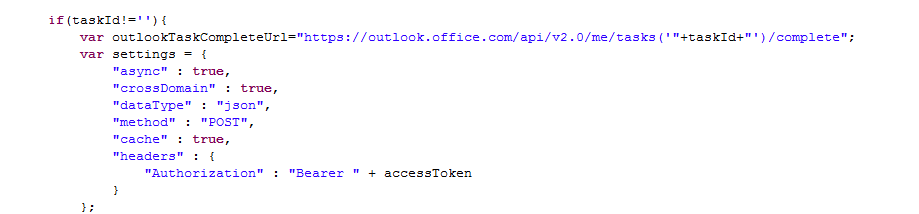 if(taskId!=''){
var outlookTaskCompleteUrl="https://outlook.office.com/api/v2.0/me/tasks('"+taskId+"')/complete";
var settings = {
"async" : true,
"crossDomain" : true,
"dataType" : "json",
"method" : "POST",
"cache" : true,
"headers" : {
"Authorization" : "Bearer " + accessToken
}
};